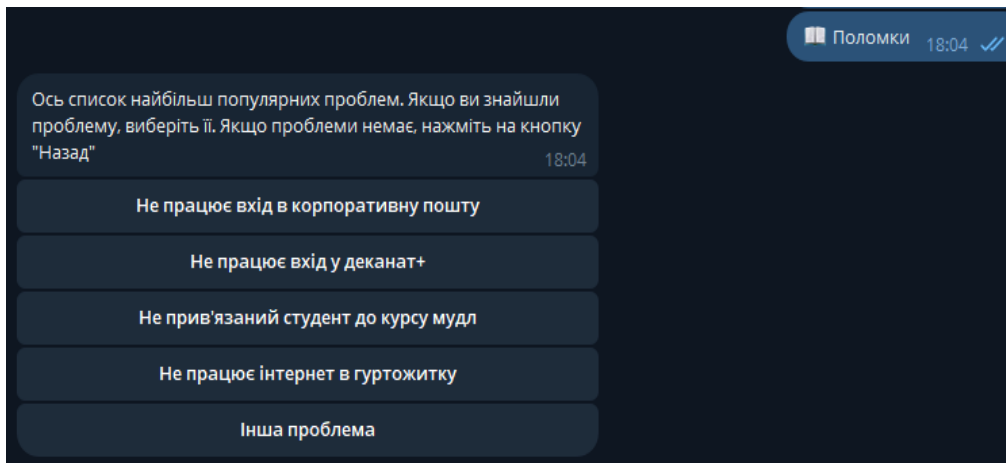 Поломки 18:04
Ось список найбільш популярних проблем. Якщо ви знайшли
проблему, виберіть її. Якщо проблеми немає, нажміть на кнопку
"Назад"
18:04
Не працює вхід в корпоративну пошту
Не працює вхід у деканат+
Не прив'язаний студент до курсу мудл
Не працює інтернет в гуртожитку
Інша проблема